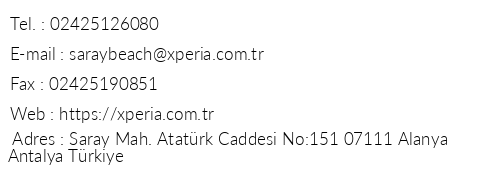 Tel. : 02425126080
E-mail : saraybeach@xperia.com.tr
Fax : 02425190851
Web : https://xperia.com.tr
Adres : Saray Mah. Atatürk Caddesi No:151 07111 Alanya
Antalya Türkiye